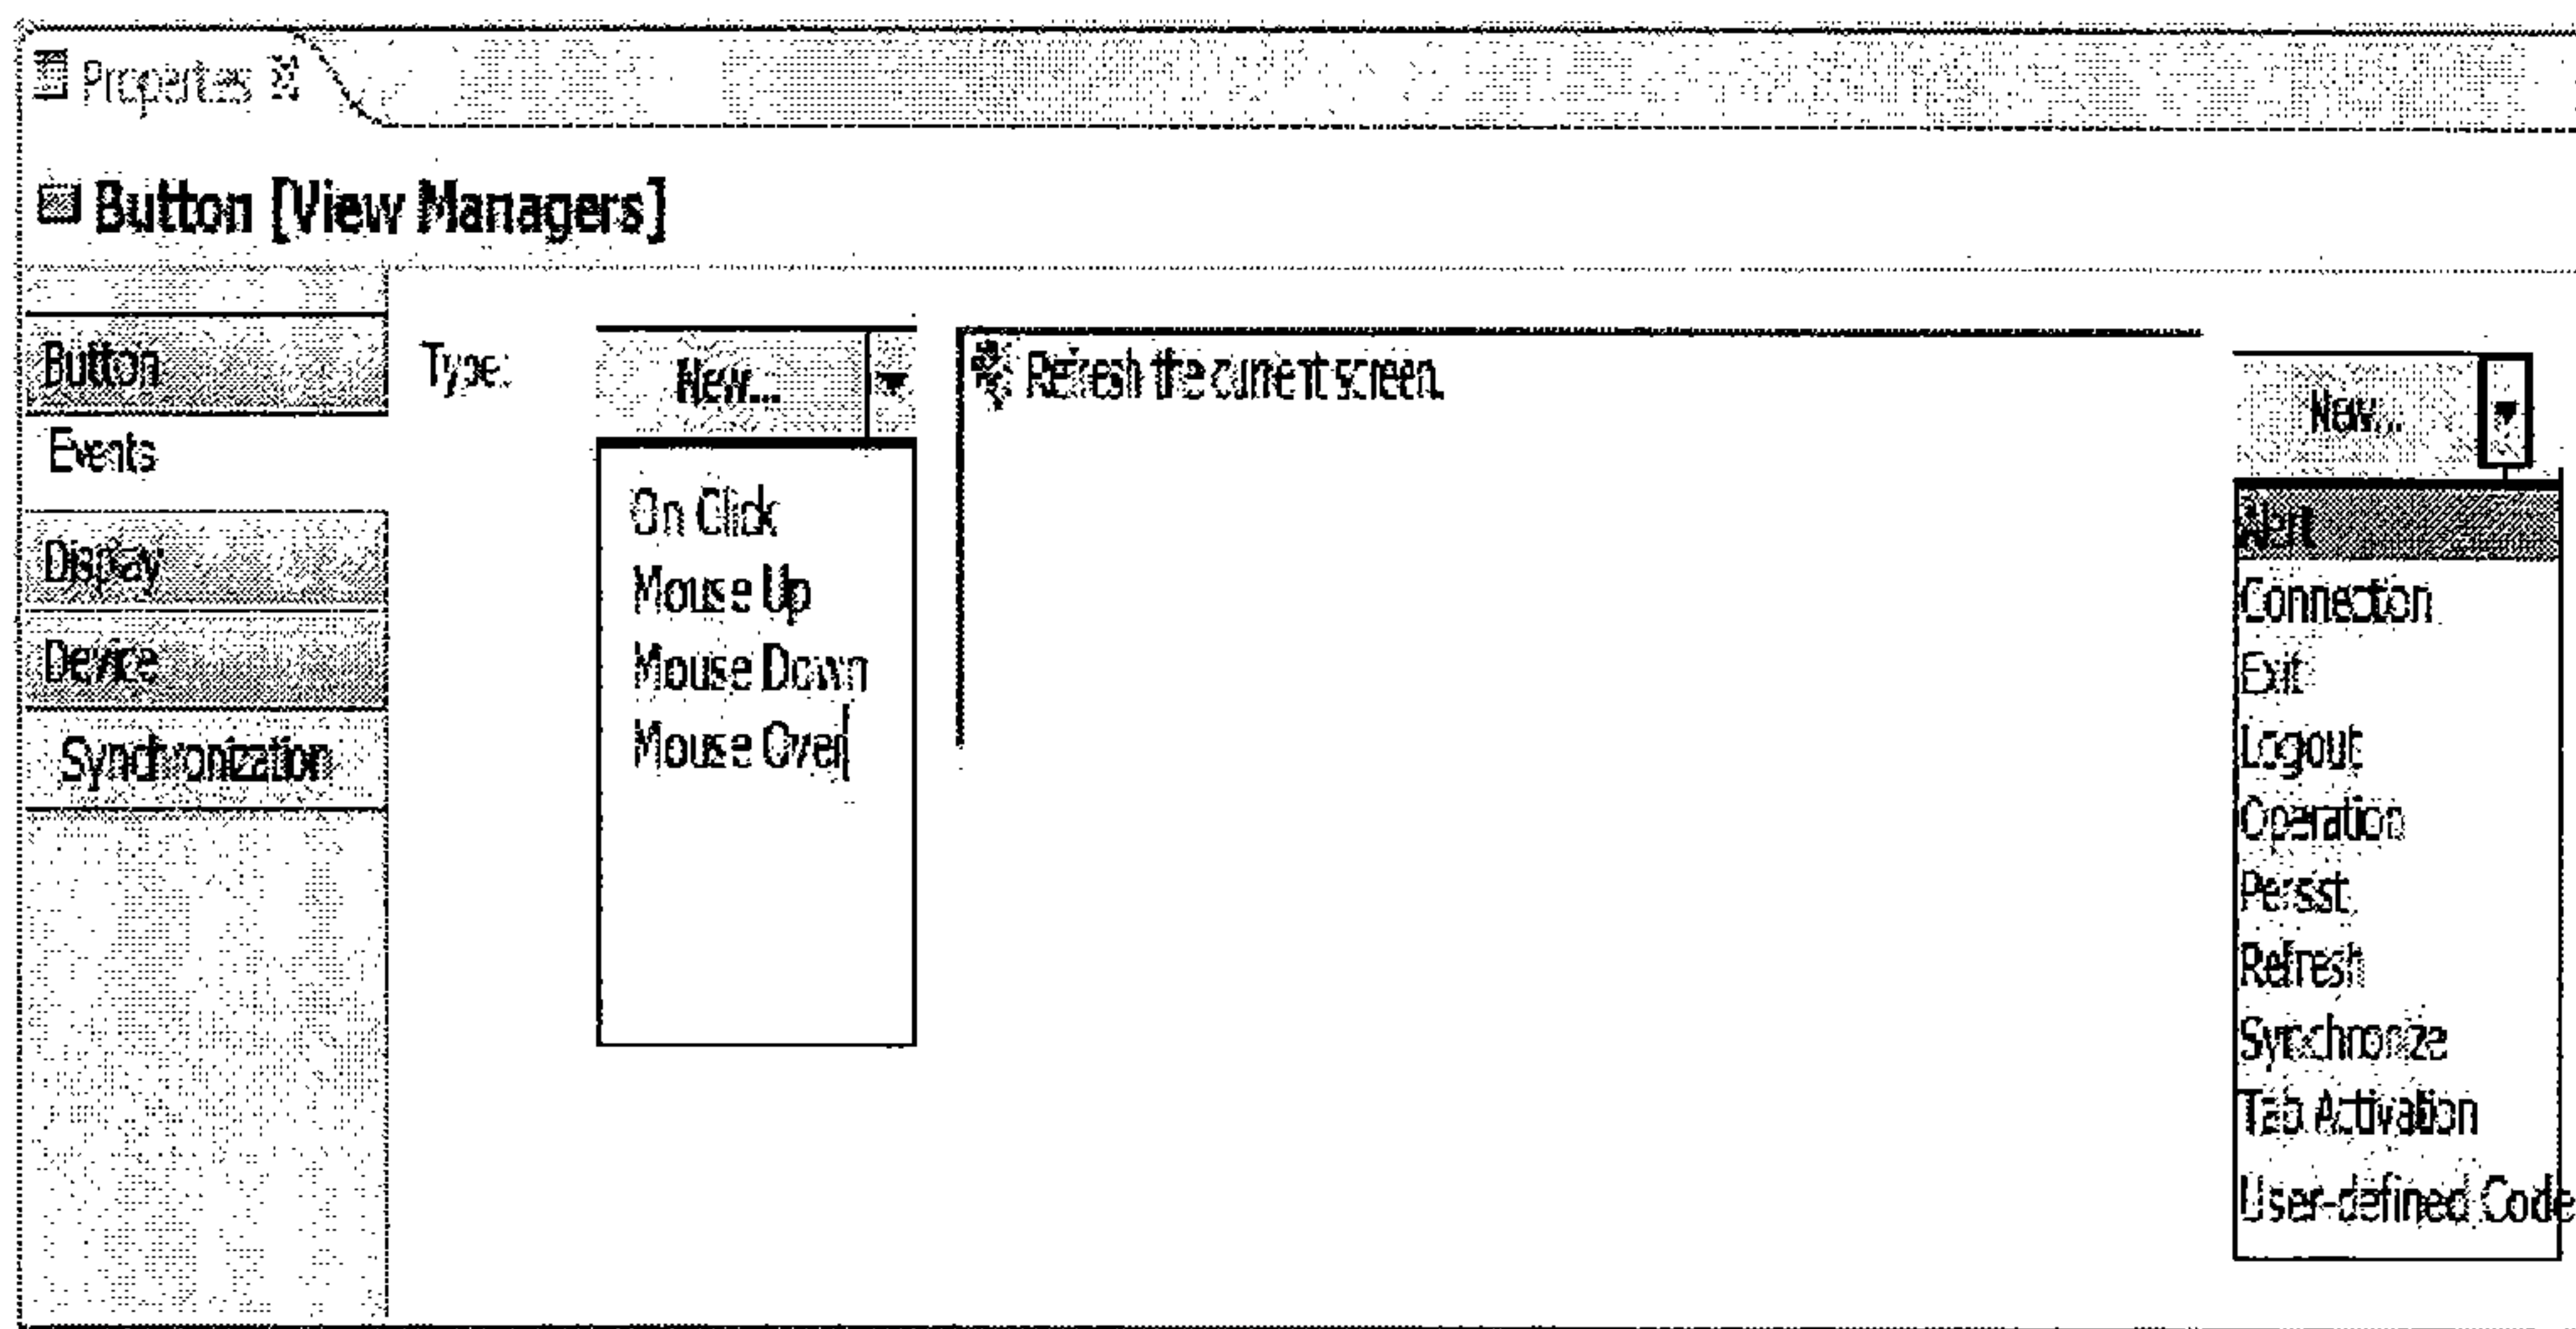 Properties
Button [View Managers]
Button
Events
Display
Device
Synchronization
Type:
New...
On Click
Mouse Up
Mouse Down
Mouse Over
Refresh the current screen.
New...
Alert
Connection
Exit
Logout
Operation
Persist
Refresh
Synchronize
Tab Activation
User-defined Code